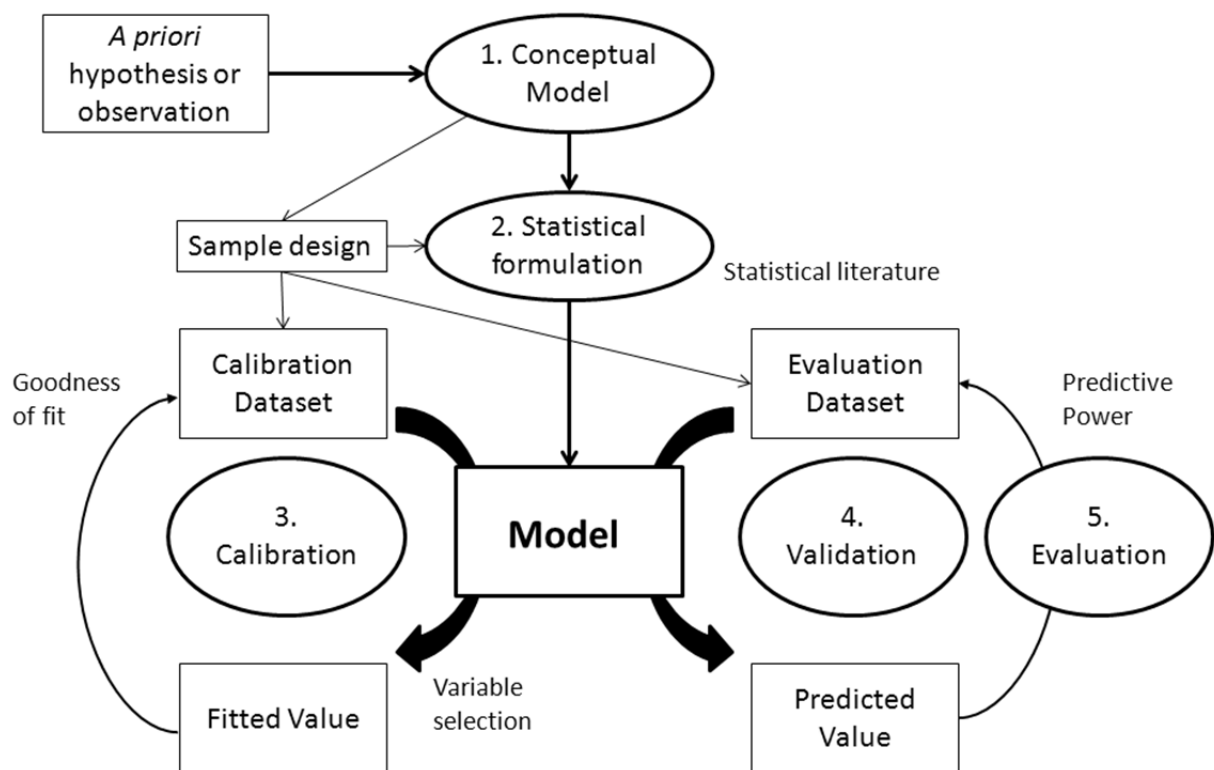 A priori
hypothesis or
observation
1. Conceptual
Model
Sample design
2. Statistical
formulation
Statistical literature
Goodness
of fit
Calibration
Dataset
Evaluation
Dataset
Predictive
Power
3.
Calibration
Model
4.
Validation
5.
Evaluation
Fitted Value
Variable
selection
Predicted
Value